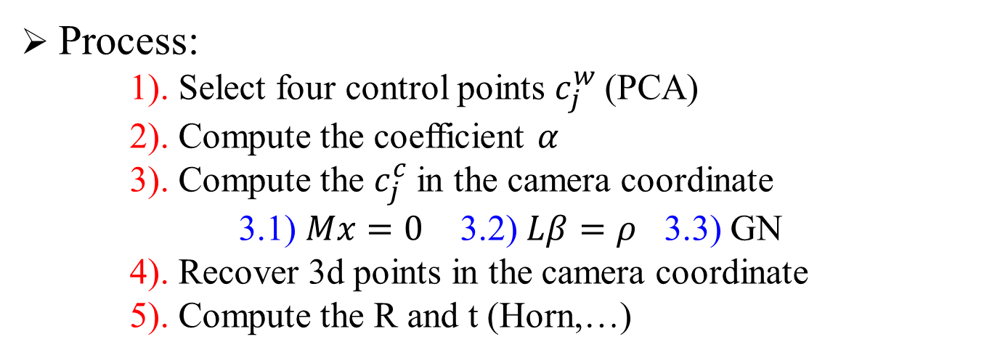 ➢ Process:
1). Select four control points $c_j^w$ (PCA)
2). Compute the coefficient $\alpha$
3). Compute the $c_j^c$ in the camera coordinate
3.1) $Mx = 0$ 3.2) $L\beta = \rho$ 3.3) GN
4). Recover 3d points in the camera coordinate
5). Compute the R and t (Horn,…)